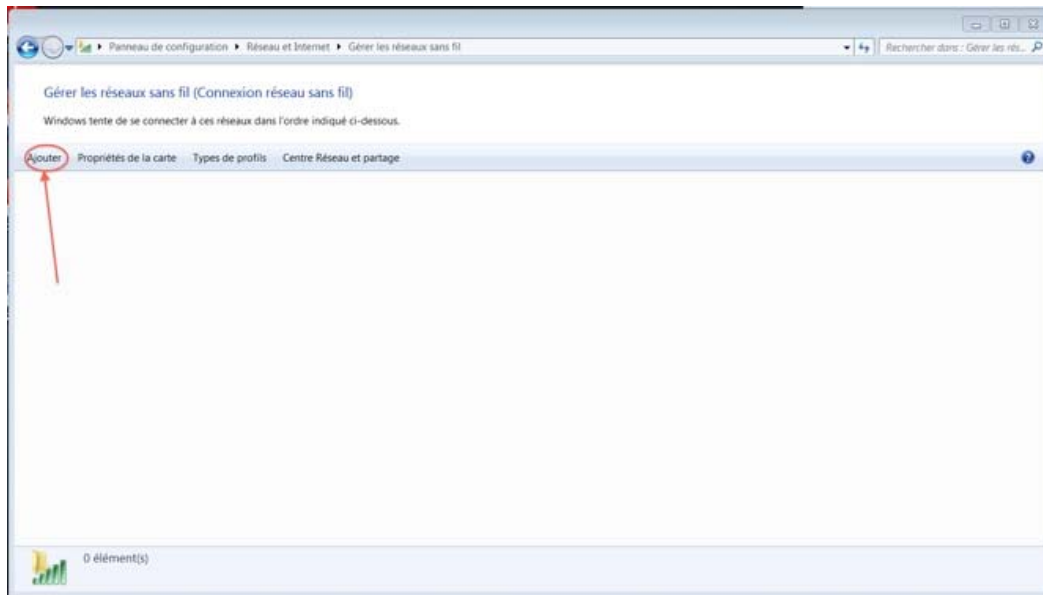 Panneau de configuration ▸ Réseau et Internet ▸ Gérer les réseaux sans fil
Rechercher dans : Gérer les rés...
Gérer les réseaux sans fil (Connexion réseau sans fil)
Windows tente de se connecter à ces réseaux dans l'ordre indiqué ci-dessous.
Ajouter Propriétés de la carte Types de profils Centre Réseau et partage
0 élément(s)